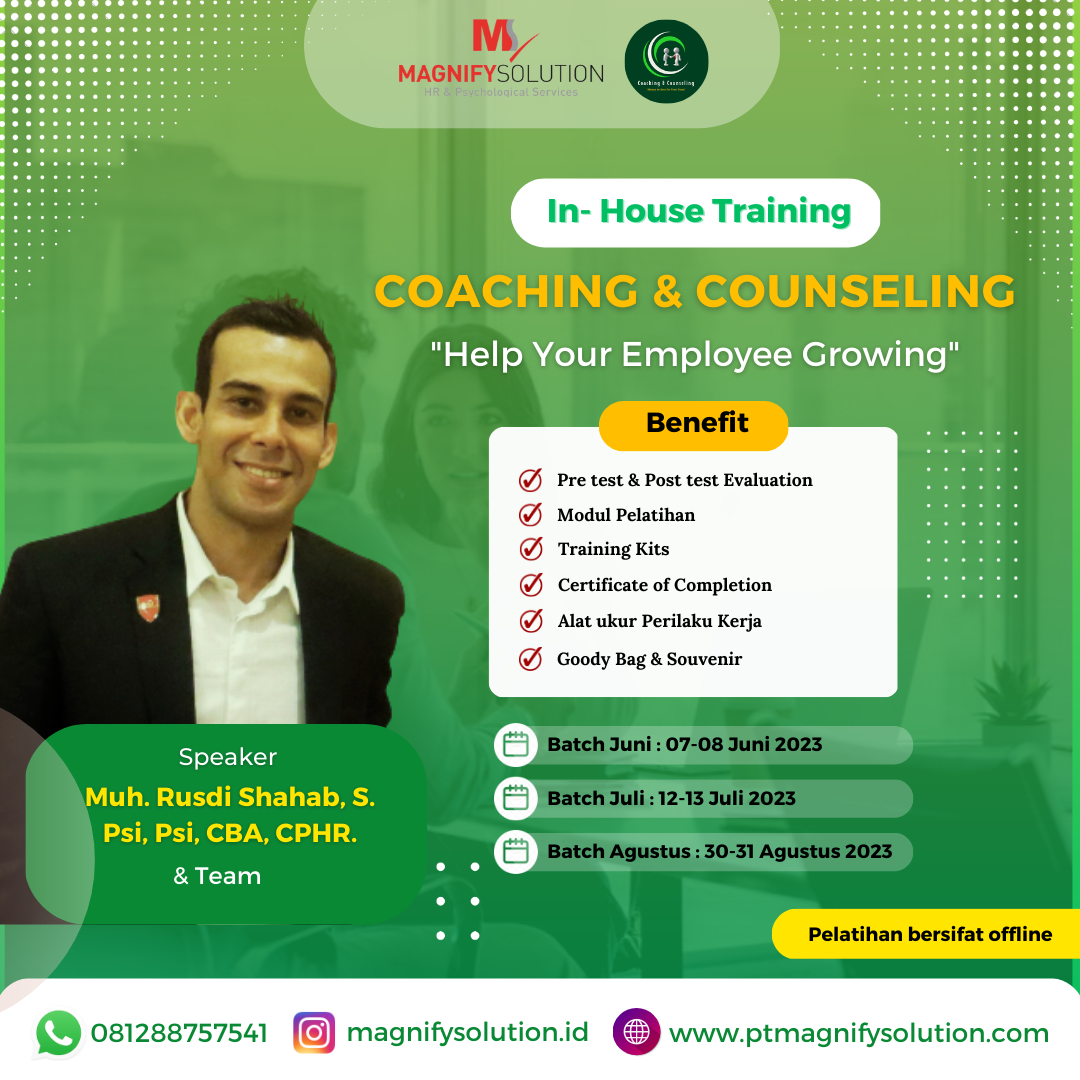 MAGNIFYSOLUTION
HR & Psychological Services
Coaching & Counseling
In- House Training
COACHING & COUNSELING
"Help Your Employee Growing"
Benefit
Pre test & Post test Evaluation
Modul Pelatihan
Training Kits
Certificate of Completion
Alat ukur Perilaku Kerja
Goody Bag & Souvenir
Speaker
Muh. Rusdi Shahab, S.
Psi, Psi, CBA, CPHR.
& Team
Batch Juni : 07-08 Juni 2023
Batch Juli : 12-13 Juli 2023
Batch Agustus : 30-31 Agustus 2023
Pelatihan bersifat offline
081288757541
magnifysolution.id
www.ptmagnifysolution.com